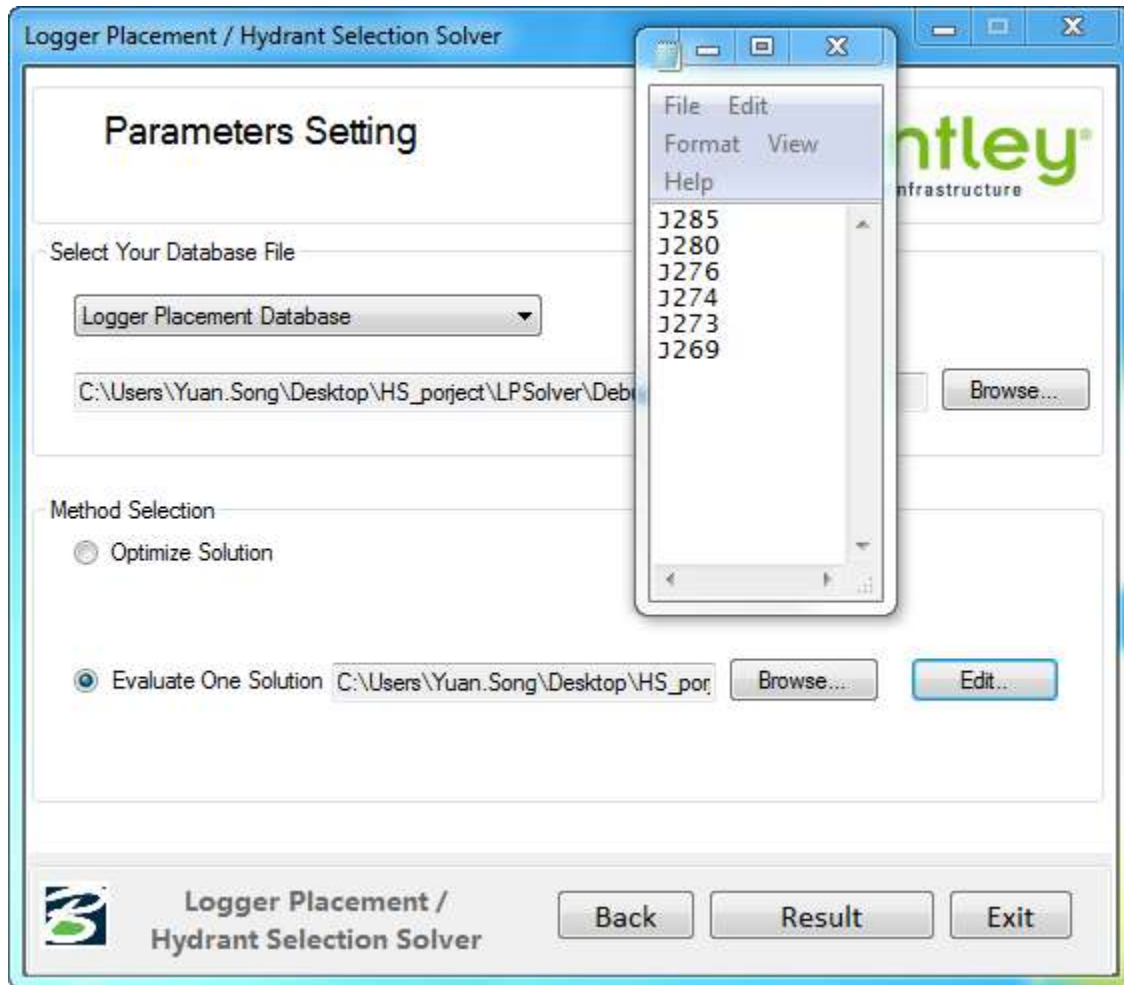 Logger Placement / Hydrant Selection Solver
File Edit
Format View
Help
J285
J280
J276
J274
J273
J269
Parameters Setting
ntley
nfrastructure
Select Your Database File
Logger Placement Database
C:\Users\Yuan.Song\Desktop\HS_porject\LPSolver\Deb
Browse...
Method Selection
Optimize Solution
Evaluate One Solution C:\Users\Yuan.Song\Desktop\HS_por Browse... Edit..
Logger Placement /
Hydrant Selection Solver
Back Result Exit